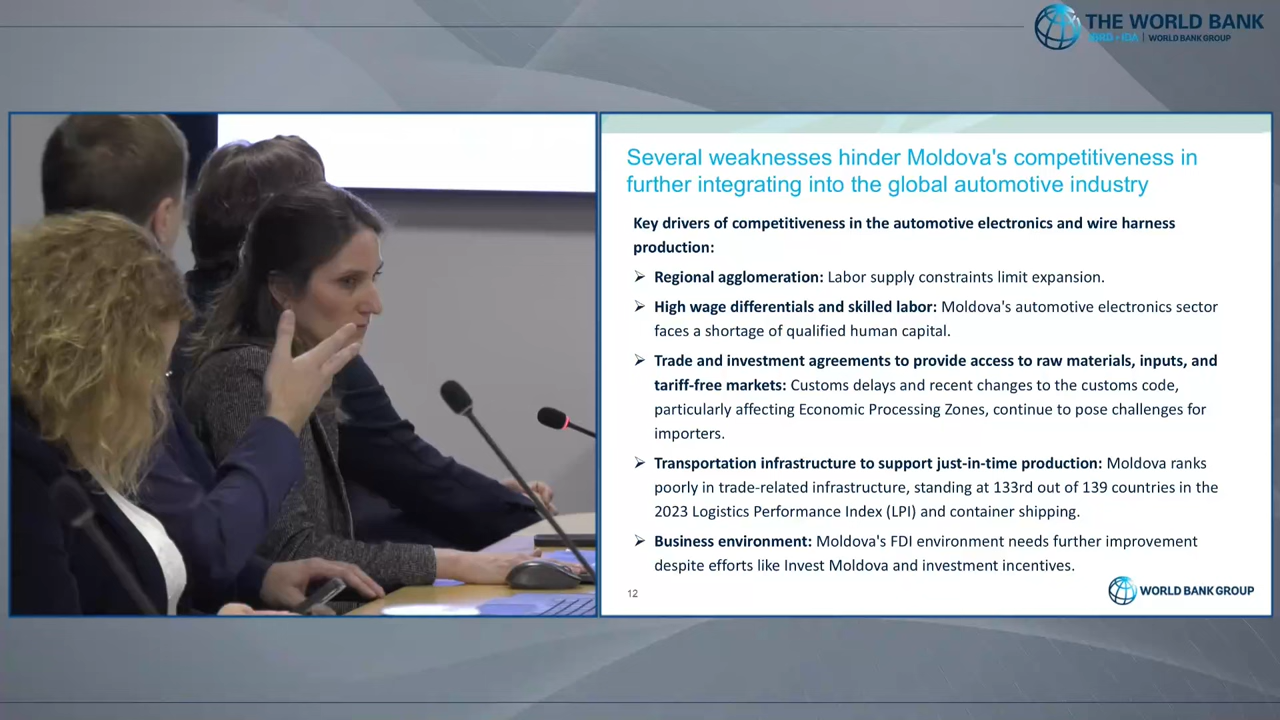 THE WORLD BANK
IBRD • IDA | WORLD BANK GROUP
Several weaknesses hinder Moldova's competitiveness in
further integrating into the global automotive industry
Key drivers of competitiveness in the automotive electronics and wire harness
production:
➢ Regional agglomeration: Labor supply constraints limit expansion.
➢ High wage differentials and skilled labor: Moldova's automotive electronics sector
faces a shortage of qualified human capital.
➢ Trade and investment agreements to provide access to raw materials, inputs, and
tariff-free markets: Customs delays and recent changes to the customs code,
particularly affecting Economic Processing Zones, continue to pose challenges for
importers.
➢ Transportation infrastructure to support just-in-time production: Moldova ranks
poorly in trade-related infrastructure, standing at 133rd out of 139 countries in the
2023 Logistics Performance Index (LPI) and container shipping.
➢ Business environment: Moldova's FDI environment needs further improvement
despite efforts like Invest Moldova and investment incentives.
12
WORLD BANK GROUP